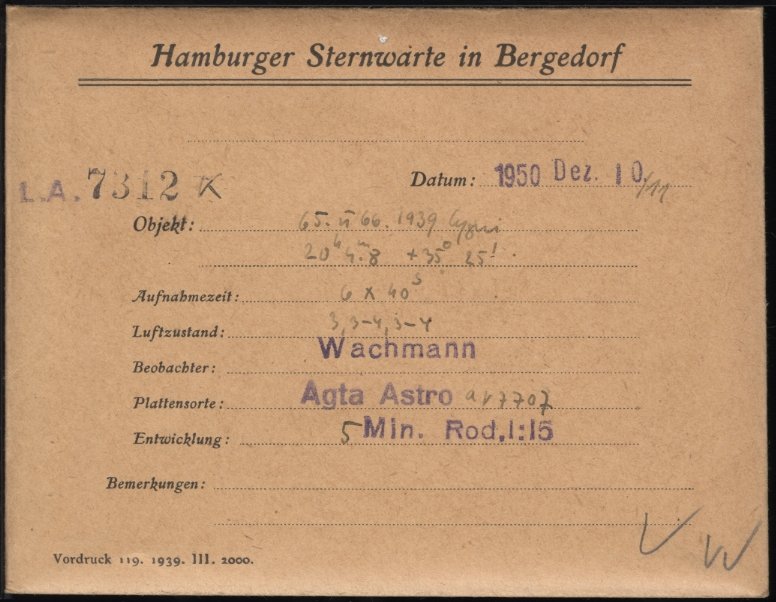 Hamburger Sternwarte in Bergedorf
L.A. 7312 K
Datum: 1950 Dez. 10/11
Objekt: 65. u 66. 1939 Cygni
20h 4m.8 +35° 25!
Aufnahmezeit: 6 x 40s
Luftzustand: 3,3-4,3-4
Beobachter: Wachmann
Plattensorte: Agta Astro 7707
Entwicklung: 5 Min. Rod.1:15
Bemerkungen:
Vordruck 119. 1939. III. 2000.